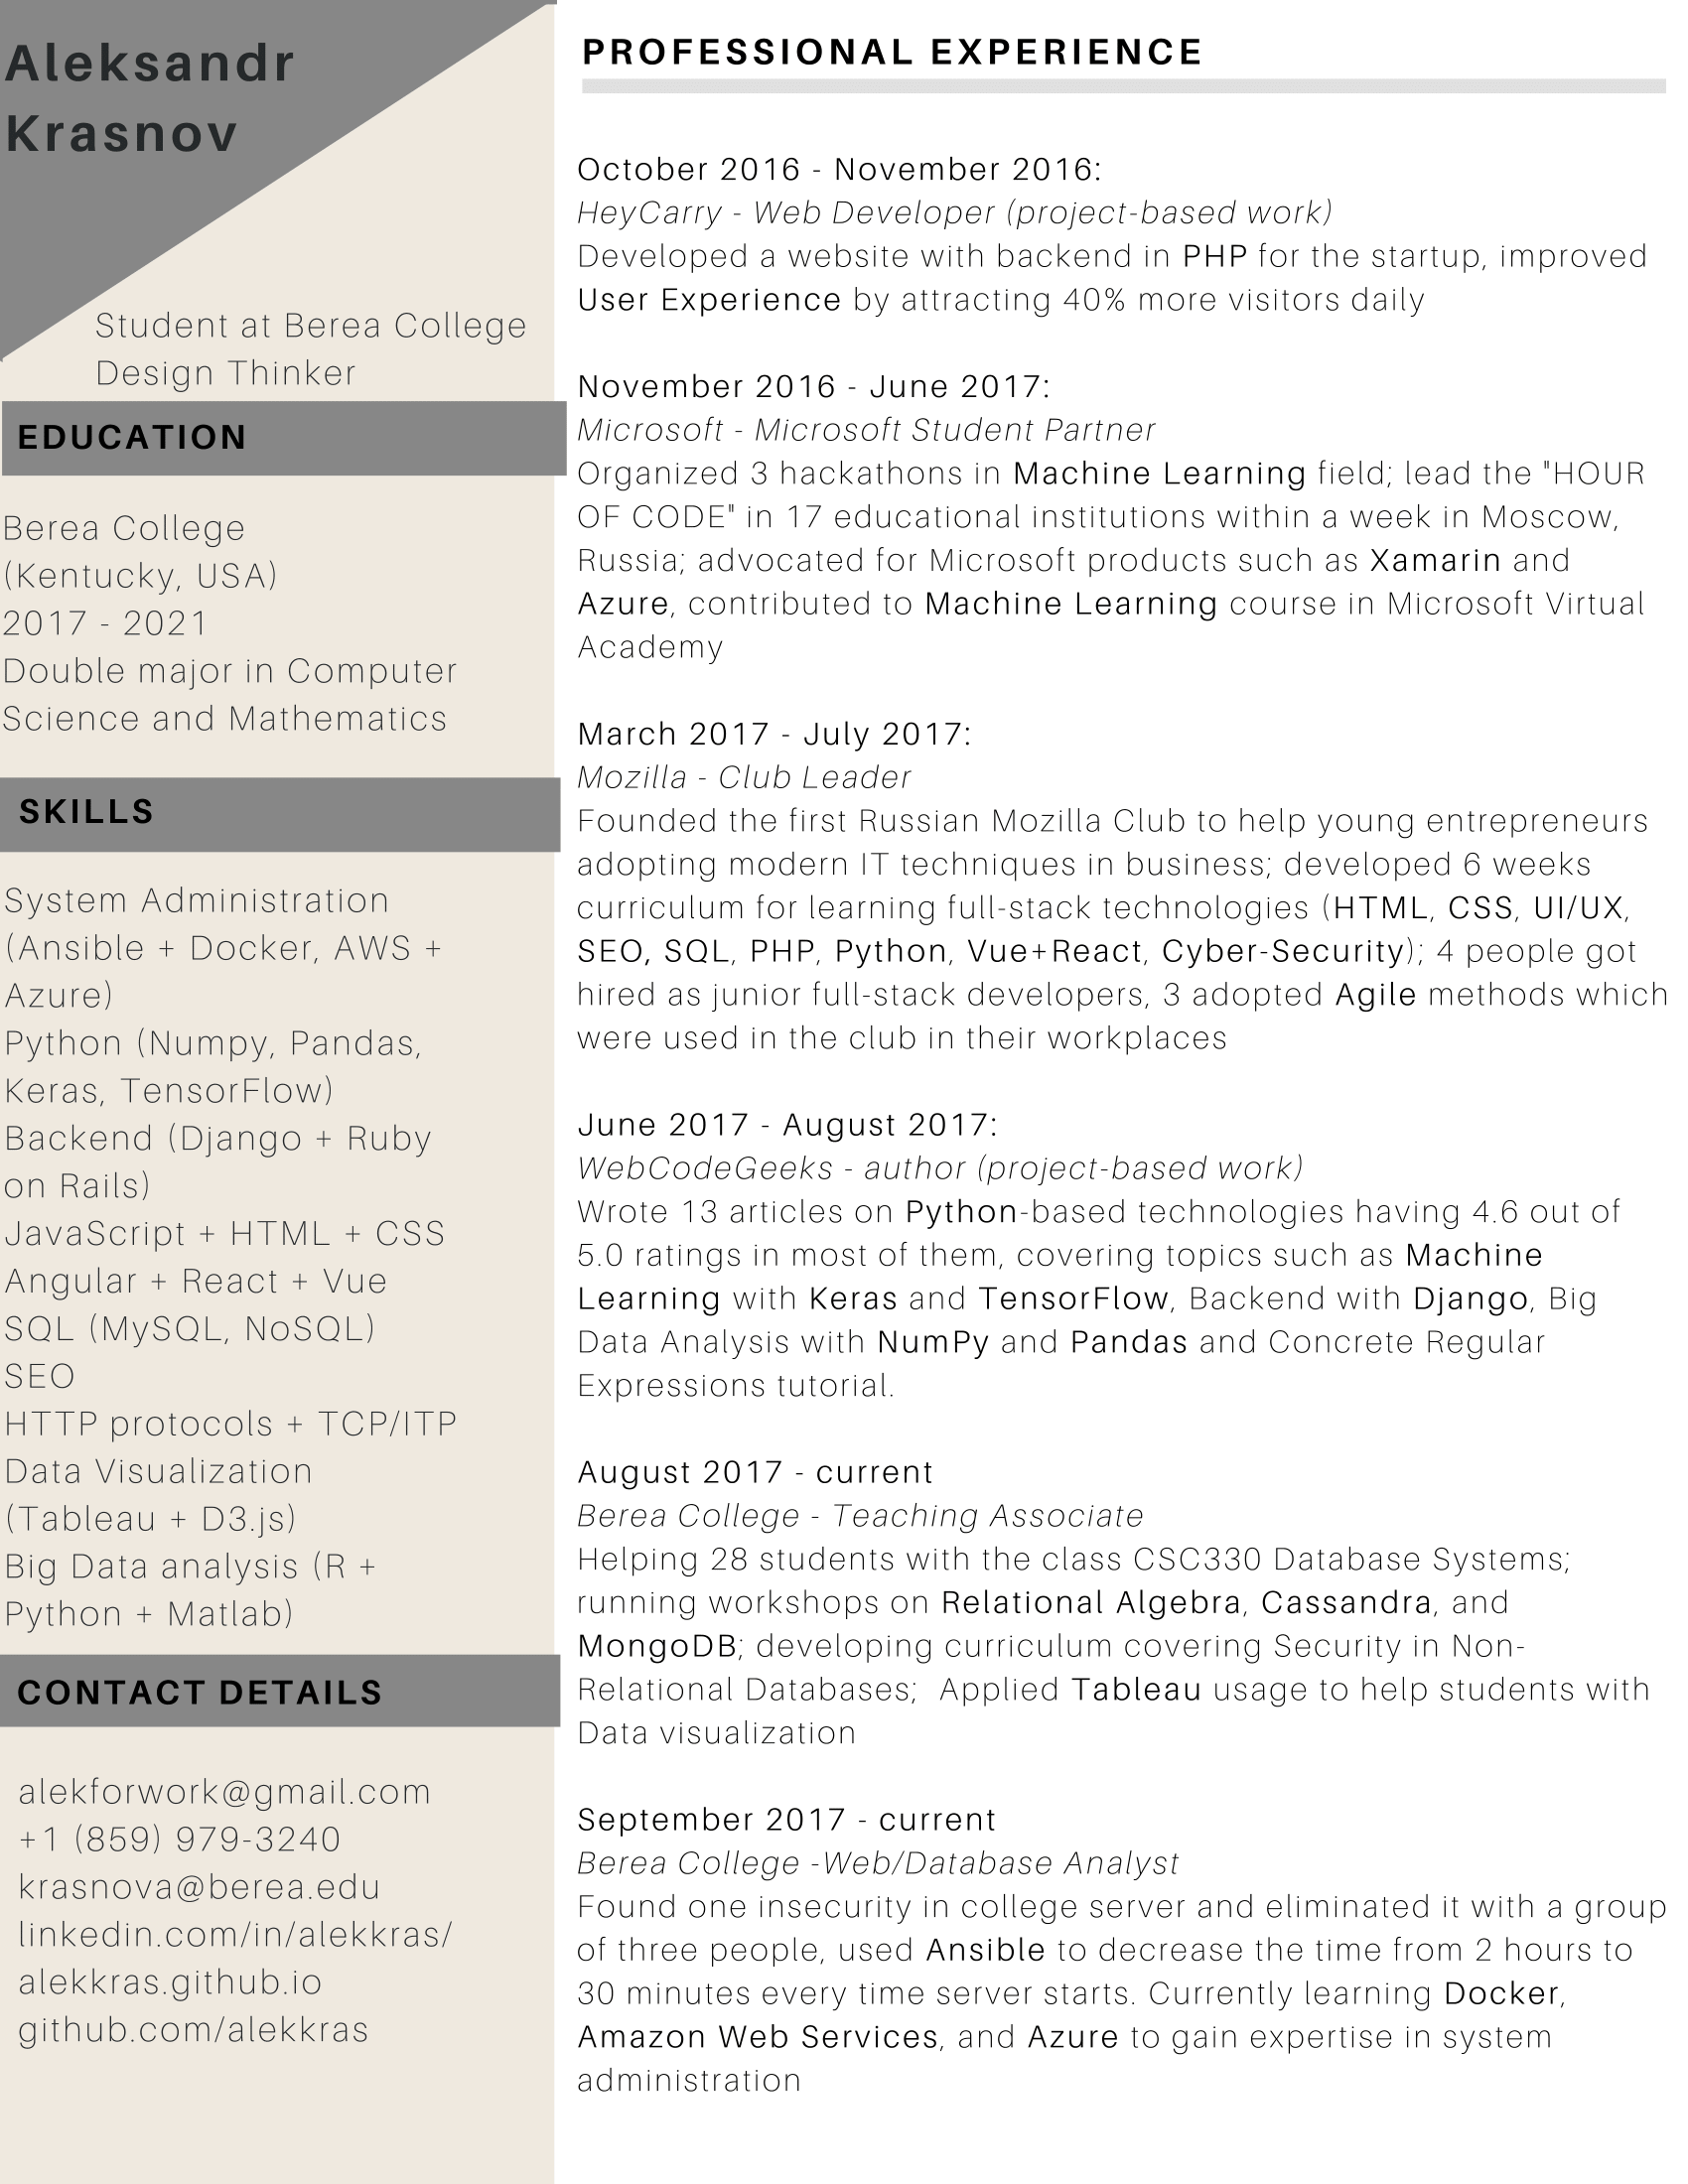 Aleksandr
Krasnov
Student at Berea College
Design Thinker
EDUCATION
Berea College
(Kentucky, USA)
2017 - 2021
Double major in Computer
Science and Mathematics
SKILLS
System Administration
(Ansible + Docker, AWS +
Azure)
Python (Numpy, Pandas,
Keras, TensorFlow)
Backend (Django + Ruby
on Rails)
JavaScript + HTML + CSS
Angular + React + Vue
SQL (MySQL, NoSQL)
SEO
HTTP protocols + TCP/ITP
Data Visualization
(Tableau + D3.js)
Big Data analysis (R +
Python + Matlab)
CONTACT DETAILS
alekforwork@gmail.com
+1 (859) 979-3240
krasnova@berea.edu
linkedin.com/in/alekkras/
alekkras.github.io
github.com/alekkras
PROFESSIONAL EXPERIENCE
October 2016 - November 2016:
HeyCarry - Web Developer (project-based work)
Developed a website with backend in PHP for the startup, improved
User Experience by attracting 40% more visitors daily
November 2016 - June 2017:
Microsoft - Microsoft Student Partner
Organized 3 hackathons in Machine Learning field; lead the "HOUR
OF CODE" in 17 educational institutions within a week in Moscow,
Russia; advocated for Microsoft products such as Xamarin and
Azure, contributed to Machine Learning course in Microsoft Virtual
Academy
March 2017 - July 2017:
Mozilla - Club Leader
Founded the first Russian Mozilla Club to help young entrepreneurs
adopting modern IT techniques in business; developed 6 weeks
curriculum for learning full-stack technologies (HTML, CSS, UI/UX,
SEO, SQL, PHP, Python, Vue+React, Cyber-Security); 4 people got
hired as junior full-stack developers, 3 adopted Agile methods which
were used in the club in their workplaces
June 2017 - August 2017:
WebCodeGeeks - author (project-based work)
Wrote 13 articles on Python-based technologies having 4.6 out of
5.0 ratings in most of them, covering topics such as Machine
Learning with Keras and TensorFlow, Backend with Django, Big
Data Analysis with NumPy and Pandas and Concrete Regular
Expressions tutorial.
August 2017 - current
Berea College - Teaching Associate
Helping 28 students with the class CSC330 Database Systems;
running workshops on Relational Algebra, Cassandra, and
MongoDB; developing curriculum covering Security in Non-
Relational Databases;  Applied Tableau usage to help students with
Data visualization
September 2017 - current
Berea College -Web/Database Analyst
Found one insecurity in college server and eliminated it with a group
of three people, used Ansible to decrease the time from 2 hours to
30 minutes every time server starts. Currently learning Docker,
Amazon Web Services, and Azure to gain expertise in system
administration